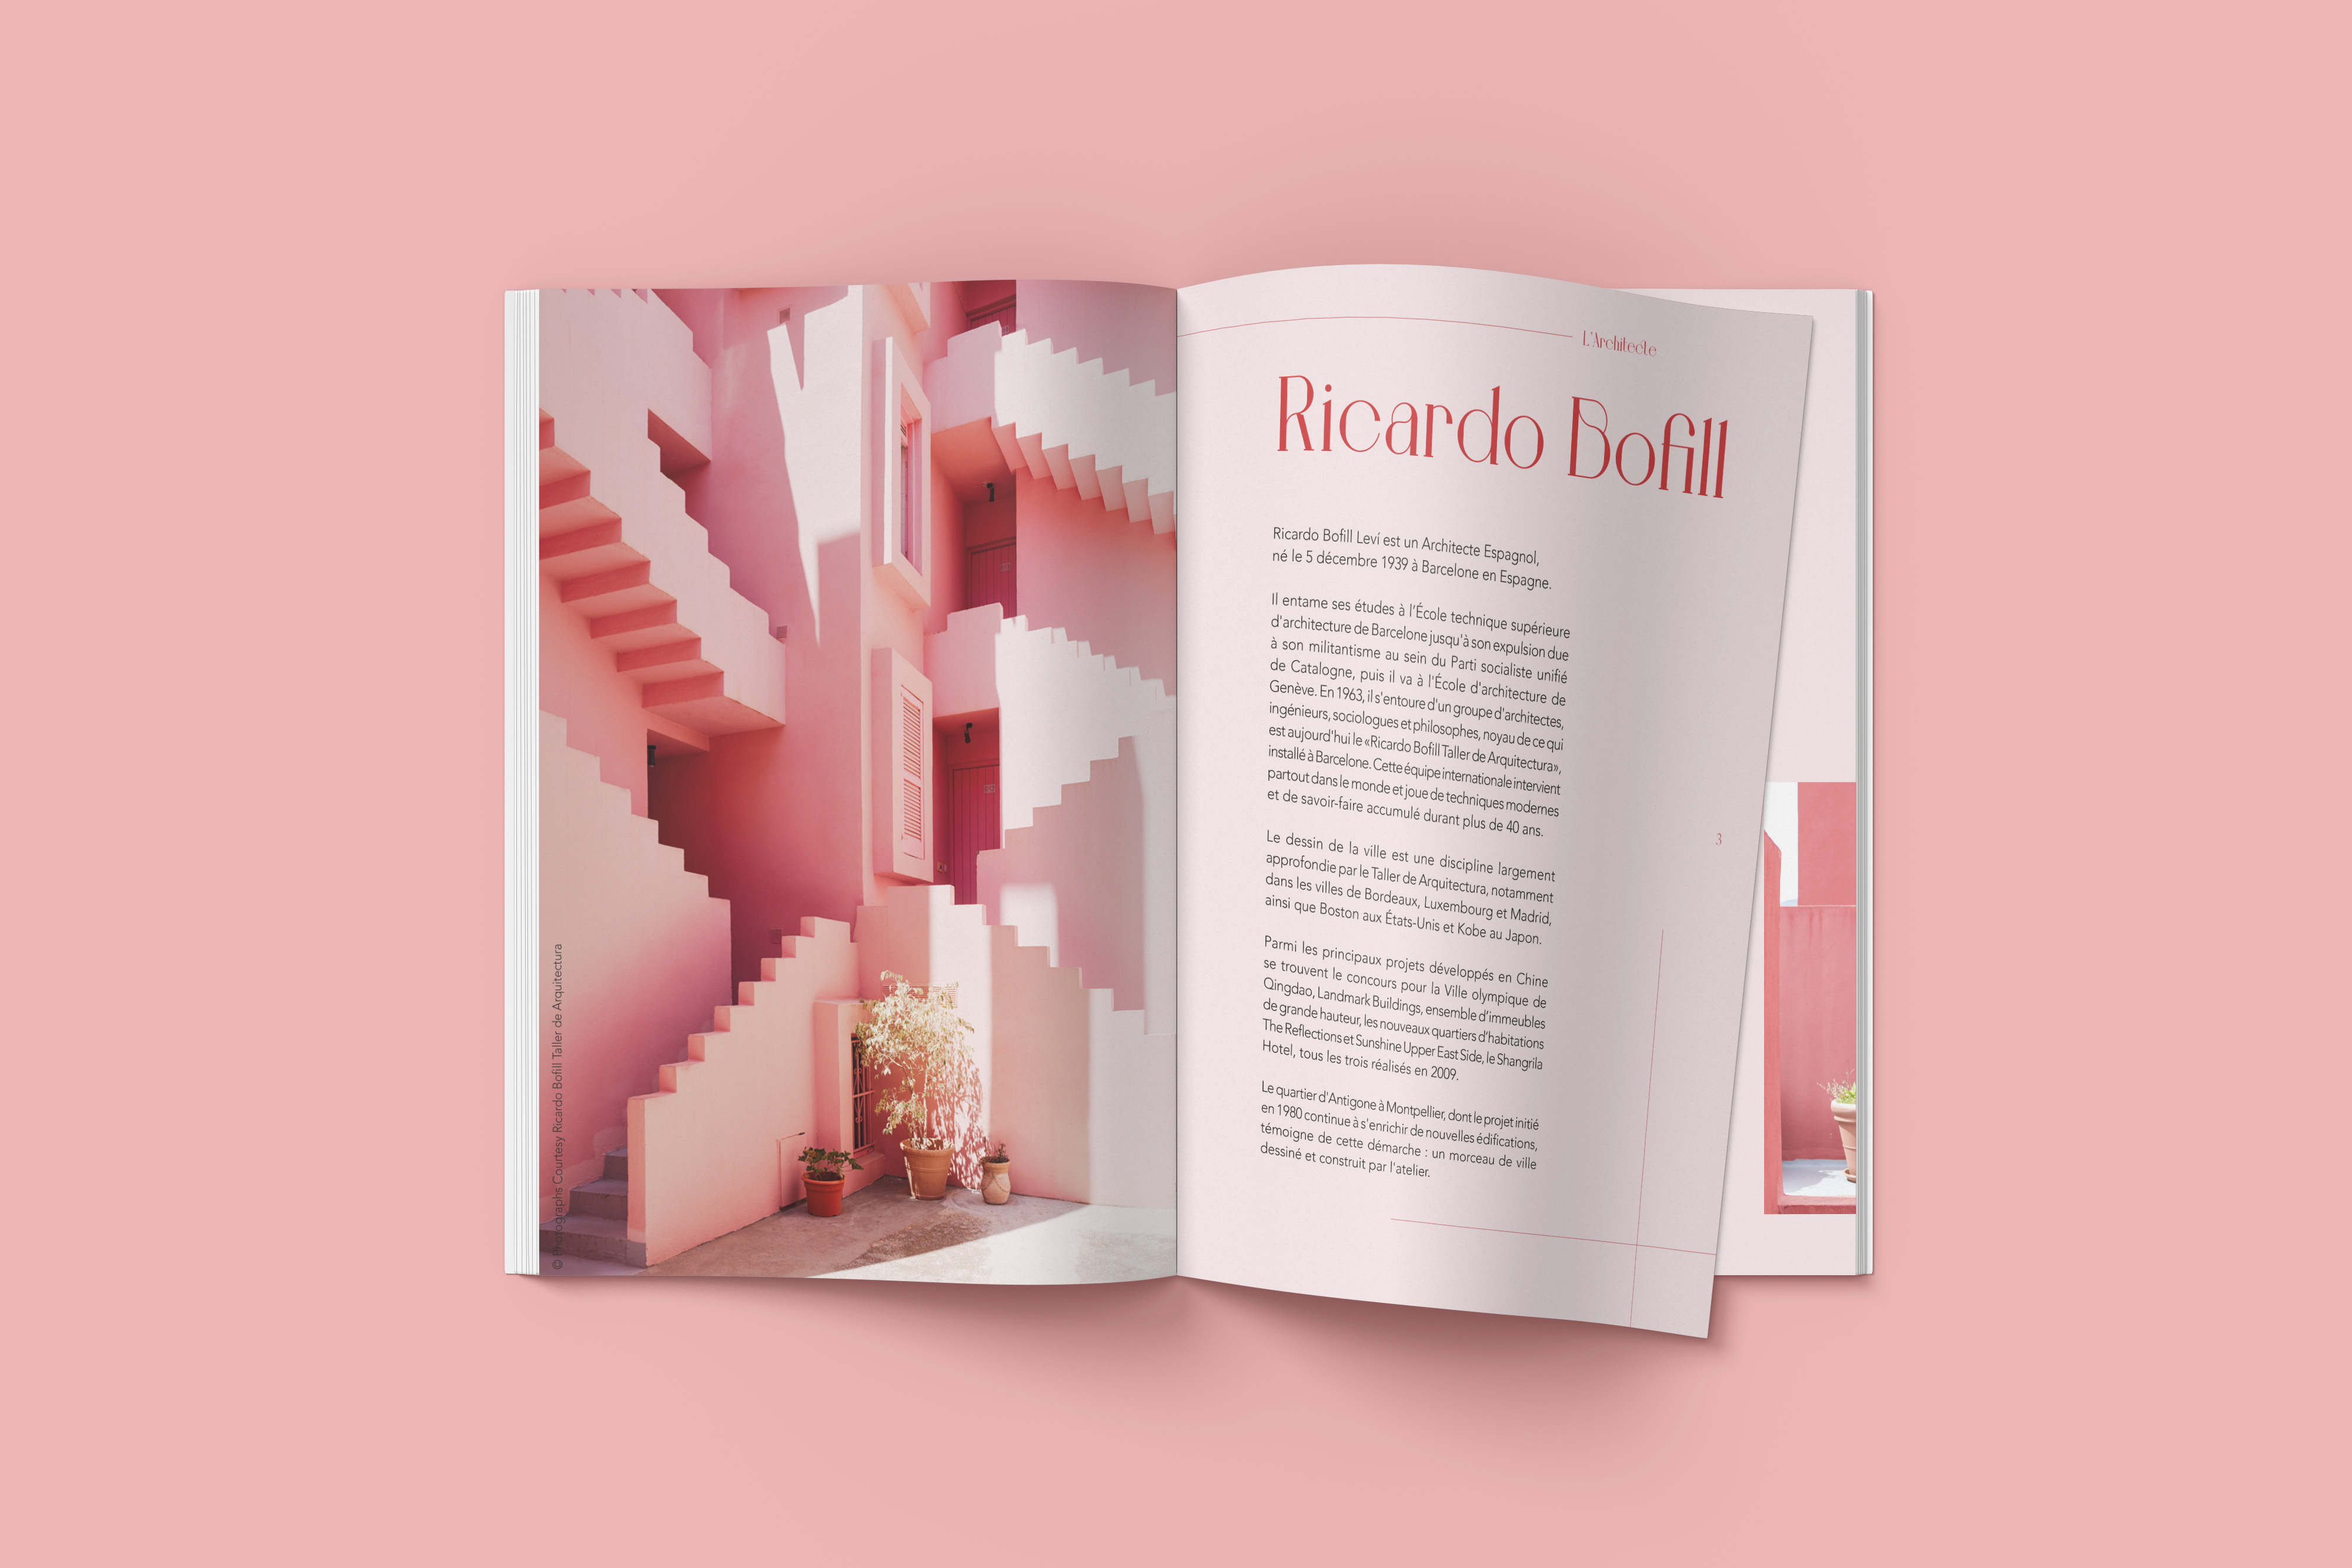 © Photographs Courtesy Ricardo Bofill Taller de Arquitectura
L'Architecte
Ricardo Bofill
Ricardo Bofill Leví est un Architecte Espagnol,
né le 5 décembre 1939 à Barcelone en Espagne.
Il entame ses études à l'École technique supérieure
d'architecture de Barcelone jusqu'à son expulsion due
à son militantisme au sein du Parti socialiste unifié
de Catalogne, puis il va à l'École d'architecture de
Genève. En 1963, il s'entoure d'un groupe d'architectes,
ingénieurs, sociologues et philosophes, noyau de ce qui
est aujourd'hui le «Ricardo Bofill Taller de Arquitectura»,
installé à Barcelone. Cette équipe internationale intervient
partout dans le monde et joue de techniques modernes
et de savoir-faire accumulé durant plus de 40 ans.
Le dessin de la ville est une discipline largement
approfondie par le Taller de Arquitectura, notamment
dans les villes de Bordeaux, Luxembourg et Madrid,
ainsi que Boston aux États-Unis et Kobe au Japon.
Parmi les principaux projets développés en Chine
se trouvent le concours pour la Ville olympique de
Qingdao, Landmark Buildings, ensemble d'immeubles
de grande hauteur, les nouveaux quartiers d'habitations
The Reflections et Sunshine Upper East Side, le Shangrila
Hotel, tous les trois réalisés en 2009.
Le quartier d'Antigone à Montpellier, dont le projet initié
en 1980 continue à s'enrichir de nouvelles édifications,
témoigne de cette démarche : un morceau de ville
dessiné et construit par l'atelier.
3